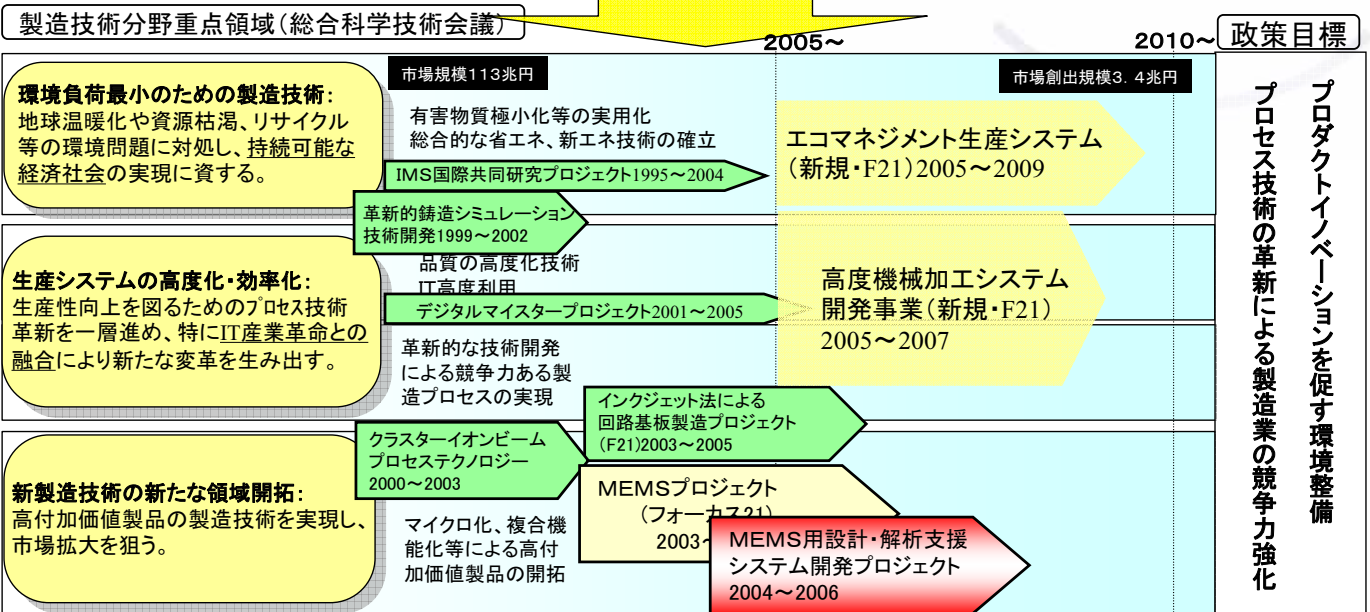 製造技術分野重点領域(総合科学技術会議)
2005～
2010～
政策目標
市場規模113兆円
市場創出規模3.4兆円
環境負荷最小のための製造技術:
地球温暖化や資源枯渇、リサイクル
等の環境問題に対処し、持続可能な
経済社会の実現に資する。
有害物質極小化等の実用化
総合的な省エネ、新エネ技術の確立
IMS国際共同研究プロジェクト1995～2004
エコマネジメント生産システム
(新規・F21)2005～2009
革新的鋳造シミュレーション
技術開発1999～2002
生産システムの高度化・効率化:
生産性向上を図るためのプロセス技術
革新を一層進め、特にIT産業革命との
融合により新たな変革を生み出す。
品質の高度化技術
IT高度利用
デジタルマイスタープロジェクト2001～2005
高度機械加工システム
開発事業(新規・F21)
2005～2007
革新的な技術開発
による競争力ある製
造プロセスの実現
インクジェット法による
回路基板製造プロジェクト
(F21)2003～2005
クラスターイオンビーム
プロセステクノロジー
2000～2003
新製造技術の新たな領域開拓:
高付加価値製品の製造技術を実現し、
市場拡大を狙う。
マイクロ化、複合機
能化等による高付
加価値製品の開拓
MEMSプロジェクト
(フォーカス21)
2003～
MEMS用設計・解析支援
システム開発プロジェクト
2004～2006
プロダクトイノベーションを促す環境整備
プロセス技術の革新による製造業の競争力強化